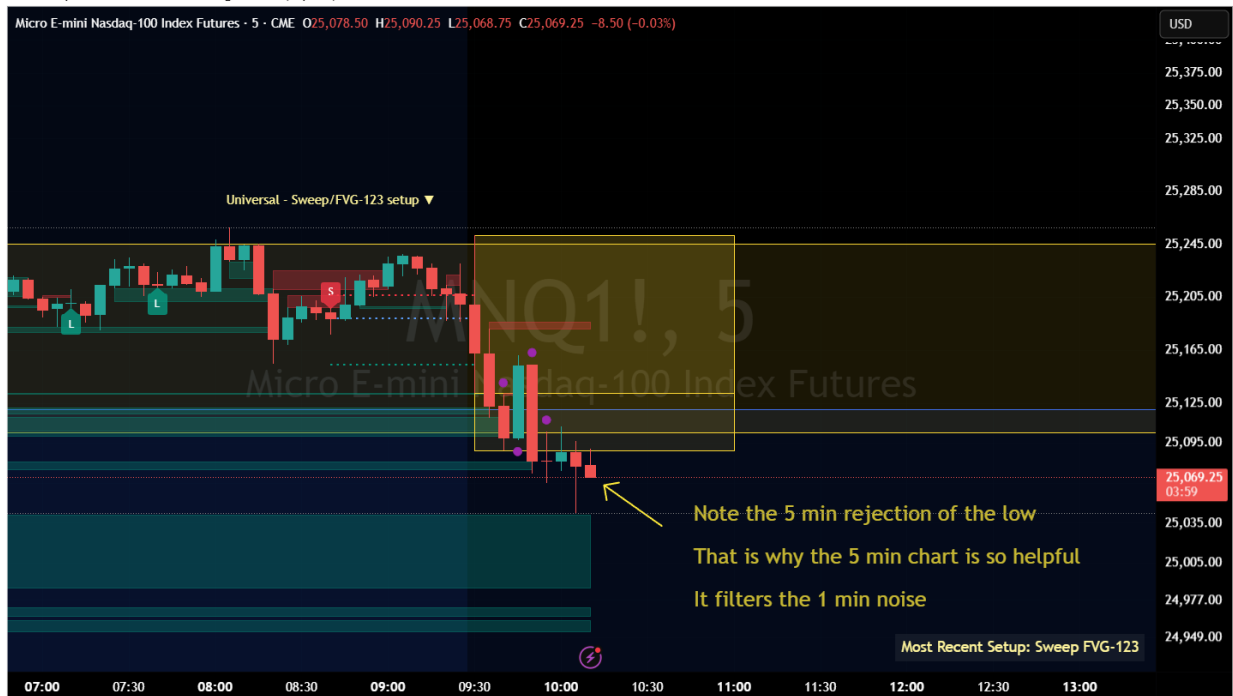 Micro E-mini Nasdaq-100 Index Futures · 5 · CME O25,078.50 H25,090.25 L25,068.75 C25,069.25 −8.50 (−0.03%)
USD
25,375.00
25,350.00
25,325.00
25,285.00
Universal - Sweep/FVG-123 setup ▼
25,245.00
S
L
L
25,205.00
MNQ1!, 5
25,165.00
Micro E-mini Nasdaq-100 Index Futures
25,125.00
25,095.00
25,069.25
03:59
Note the 5 min rejection of the low
25,035.00
That is why the 5 min chart is so helpful
25,005.00
It filters the 1 min noise
24,977.00
24,949.00
Most Recent Setup: Sweep FVG-123
07:00 07:30 08:00 08:30 09:00 09:30 10:00 10:30 11:00 11:30 12:00 12:30 13:00